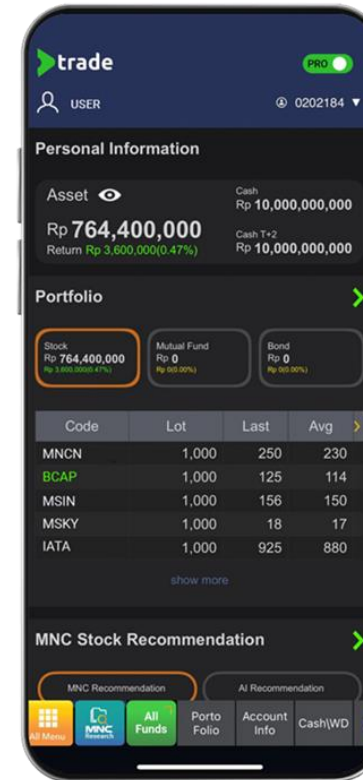 trade
PRO
USER
0202184 ▼
Personal Information
Asset
Cash
Rp 10,000,000,000
Rp 764,400,000
Return Rp 3,600,000(0.47%)
Cash T+2
Rp 10,000,000,000
Portfolio
Stock
Rp 764,400,000
Rp 3,600,000(0.47%)
Mutual Fund
Rp 0
Rp 0(0.00%)
Bond
Rp 0
Rp 0(0.00%)
Code Lot Last Avg
MNCN 1,000 250 230
BCAP 1,000 125 114
MSIN 1,000 156 150
MSKY 1,000 18 17
IATA 1,000 925 880
show more
MNC Stock Recommendation
MNC Recommendation
AI Recommendation
All Menu
MNC
Research
All
Funds
Porto
Folio
Account
Info
Cash\WD